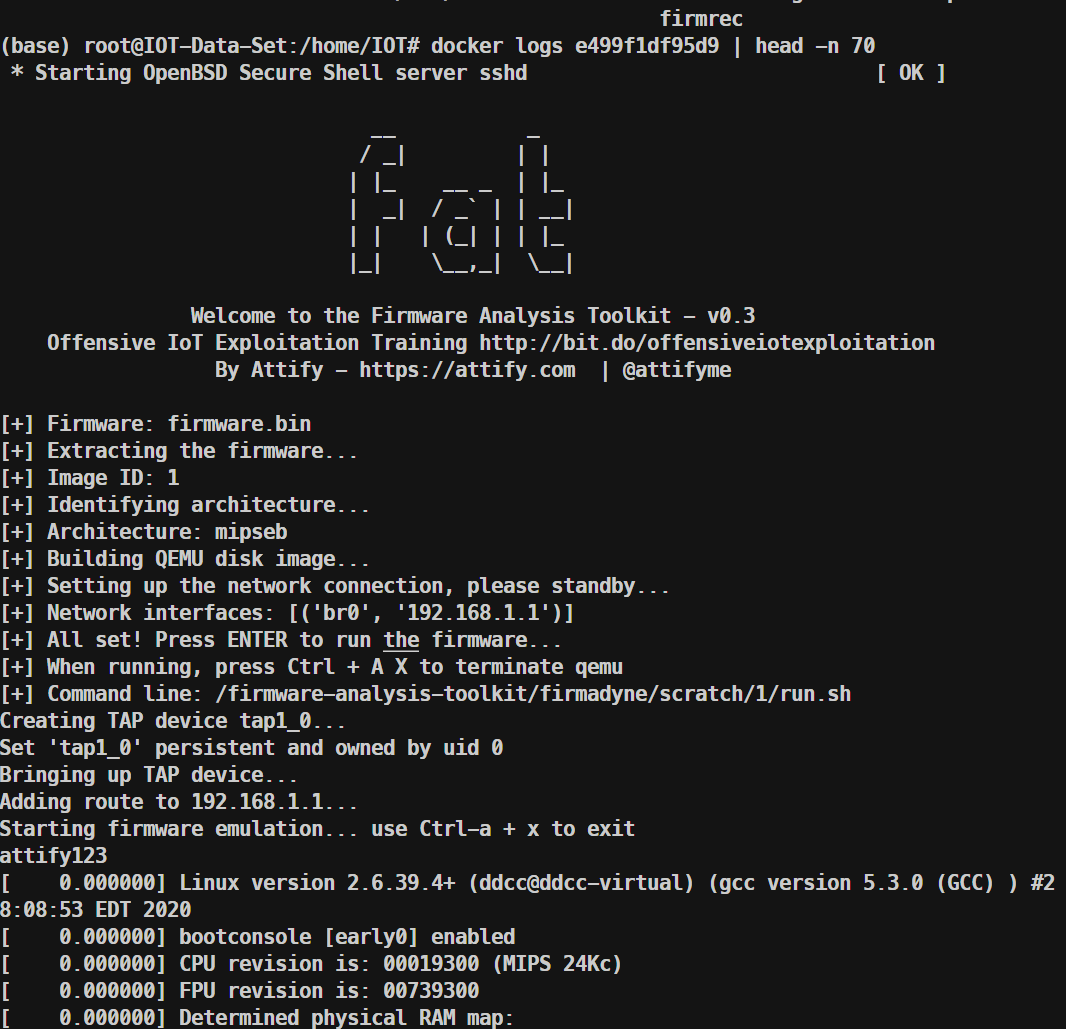 firmrec
(base) root@IOT-Data-Set:/home/IOT# docker logs e499f1df95d9 | head -n 70
 * Starting OpenBSD Secure Shell server sshd                             [ OK ]
                               __           _
                              / _|         | |
                             | |_    __ _  | |_
                             |  _|  / _` | | __|
                             | |   | (_| | | |_
                             |_|    \__,_|  \__|
                Welcome to the Firmware Analysis Toolkit - v0.3
    Offensive IoT Exploitation Training http://bit.do/offensiveiotexploitation
                  By Attify - https://attify.com  | @attifyme
[+] Firmware: firmware.bin
[+] Extracting the firmware...
[+] Image ID: 1
[+] Identifying architecture...
[+] Architecture: mipseb
[+] Building QEMU disk image...
[+] Setting up the network connection, please standby...
[+] Network interfaces: [('br0', '192.168.1.1')]
[+] All set! Press ENTER to run the firmware...
[+] When running, press Ctrl + A X to terminate qemu
[+] Command line: /firmware-analysis-toolkit/firmadyne/scratch/1/run.sh
Creating TAP device tap1_0...
Set 'tap1_0' persistent and owned by uid 0
Bringing up TAP device...
Adding route to 192.168.1.1...
Starting firmware emulation... use Ctrl-a + x to exit
attify123
[    0.000000] Linux version 2.6.39.4+ (ddcc@ddcc-virtual) (gcc version 5.3.0 (GCC) ) #2
8:08:53 EDT 2020
[    0.000000] bootconsole [early0] enabled
[    0.000000] CPU revision is: 00019300 (MIPS 24Kc)
[    0.000000] FPU revision is: 00739300
[    0.000000] Determined physical RAM map: